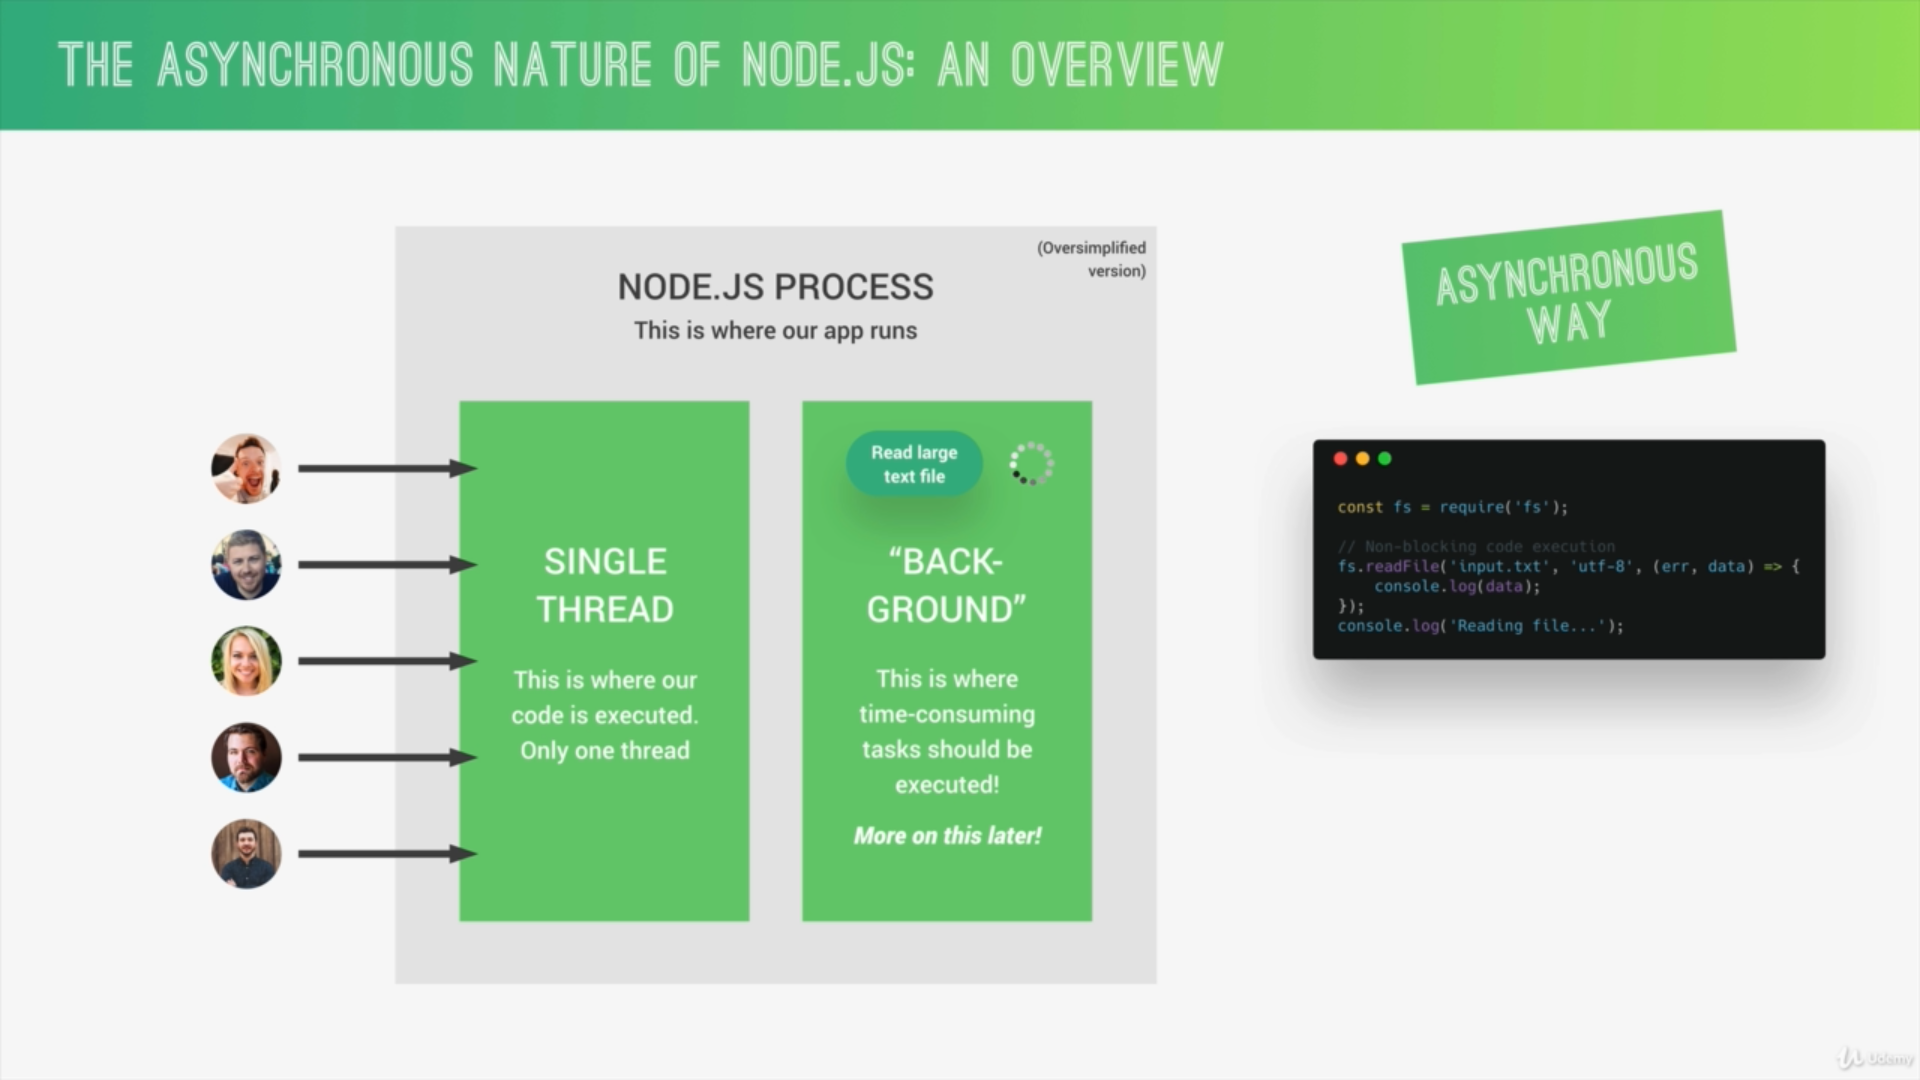 THE ASYNCHRONOUS NATURE OF NODE.JS: AN OVERVIEW
(Oversimplified
version)
NODE.JS PROCESS
This is where our app runs
SINGLE
THREAD
This is where our
code is executed.
Only one thread
Read large
text file
“BACK-
GROUND”
This is where
time-consuming
tasks should be
executed!
More on this later!
ASYNCHRONOUS
WAY
const fs = require('fs');
// Non-blocking code execution
fs.readFile('input.txt', 'utf-8', (err, data) => {
    console.log(data);
});
console.log('Reading file...');
Udemy